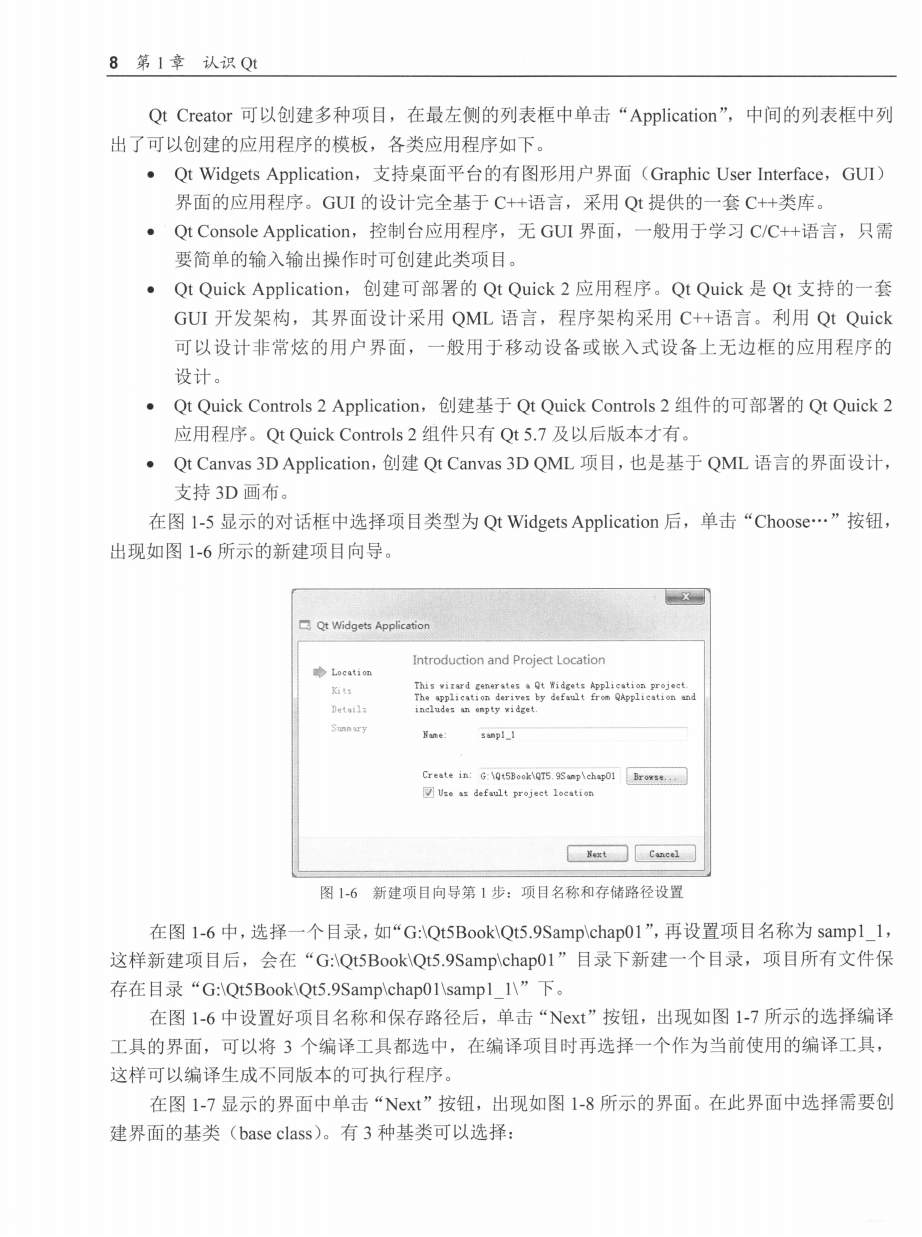 8 第1章 认识Qt
Qt Creator 可以创建多种项目，在最左侧的列表框中单击“Application”，中间的列表框中列
出了可以创建的应用程序的模板，各类应用程序如下。
• Qt Widgets Application，支持桌面平台的有图形用户界面（Graphic User Interface，GUI）
界面的应用程序。GUI 的设计完全基于 C++语言，采用 Qt 提供的一套 C++类库。
• Qt Console Application，控制台应用程序，无 GUI 界面，一般用于学习 C/C++语言，只需
要简单的输入输出操作时可创建此类项目。
• Qt Quick Application，创建可部署的 Qt Quick 2 应用程序。Qt Quick 是 Qt 支持的一套
GUI 开发架构，其界面设计采用 QML 语言，程序架构采用 C++语言。利用 Qt Quick
可以设计非常炫的用户界面，一般用于移动设备或嵌入式设备上无边框的应用程序的
设计。
• Qt Quick Controls 2 Application，创建基于 Qt Quick Controls 2 组件的可部署的 Qt Quick 2
应用程序。Qt Quick Controls 2 组件只有 Qt 5.7 及以后版本才有。
• Qt Canvas 3D Application，创建 Qt Canvas 3D QML 项目，也是基于 QML 语言的界面设计，
支持 3D 画布。
在图 1-5 显示的对话框中选择项目类型为 Qt Widgets Application 后，单击“Choose…”按钮，
出现如图 1-6 所示的新建项目向导。
Qt Widgets Application
Introduction and Project Location
Location
Kits
Details
Summary
This wizard generates a Qt Widgets Application project.
The application derives by default from QApplication and
includes an empty widget.
Name: samp1_1
Create in: G:\Qt5Book\QT5.9Samp\chap01 Browse...
Use as default project location
Next Cancel
图 1-6 新建项目向导第 1 步：项目名称和存储路径设置
在图 1-6 中，选择一个目录，如“G:\Qt5Book\Qt5.9Samp\chap01”，再设置项目名称为 samp1_1，
这样新建项目后，会在“G:\Qt5Book\Qt5.9Samp\chap01”目录下新建一个目录，项目所有文件保
存在目录“G:\Qt5Book\Qt5.9Samp\chap01\samp1_1\”下。
在图 1-6 中设置好项目名称和保存路径后，单击“Next”按钮，出现如图 1-7 所示的选择编译
工具的界面，可以将 3 个编译工具都选中，在编译项目时再选择一个作为当前使用的编译工具，
这样可以编译生成不同版本的可执行程序。
在图 1-7 显示的界面中单击“Next”按钮，出现如图 1-8 所示的界面。在此界面中选择需要创
建界面的基类（base class）。有 3 种基类可以选择：